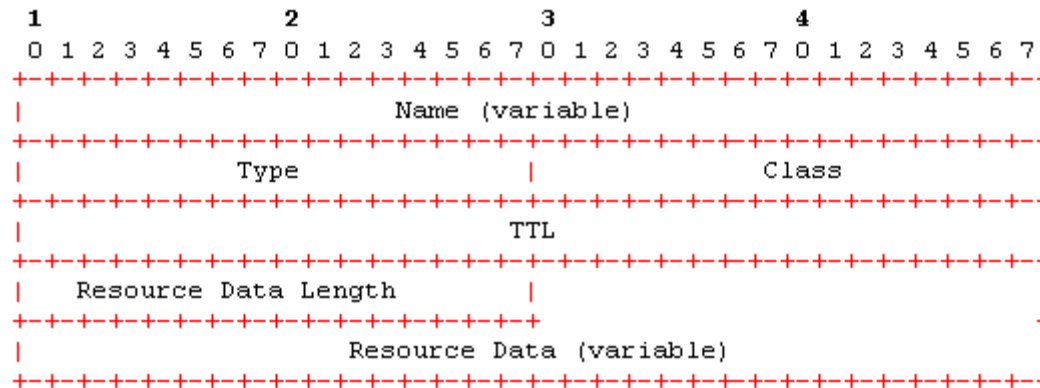 1 2 3 4
0 1 2 3 4 5 6 7 0 1 2 3 4 5 6 7 0 1 2 3 4 5 6 7 0 1 2 3 4 5 6 7
+-+-+-+-+-+-+-+-+-+-+-+-+-+-+-+-+-+-+-+-+-+-+-+-+-+-+-+-+-+-+-+-
| Name (variable)
+-+-+-+-+-+-+-+-+-+-+-+-+-+-+-+-+-+-+-+-+-+-+-+-+-+-+-+-+-+-+-+-
| Type | Class
+-+-+-+-+-+-+-+-+-+-+-+-+-+-+-+-+-+-+-+-+-+-+-+-+-+-+-+-+-+-+-+-
| TTL
+-+-+-+-+-+-+-+-+-+-+-+-+-+-+-+-+-+-+-+-+-+-+-+-+-+-+-+-+-+-+-+-
| Resource Data Length |
+-+-+-+-+-+-+-+-+-+-+-+-+-+-+-+-+
| Resource Data (variable)
+-+-+-+-+-+-+-+-+-+-+-+-+-+-+-+-+-+-+-+-+-+-+-+-+-+-+-+-+-+-+-+-